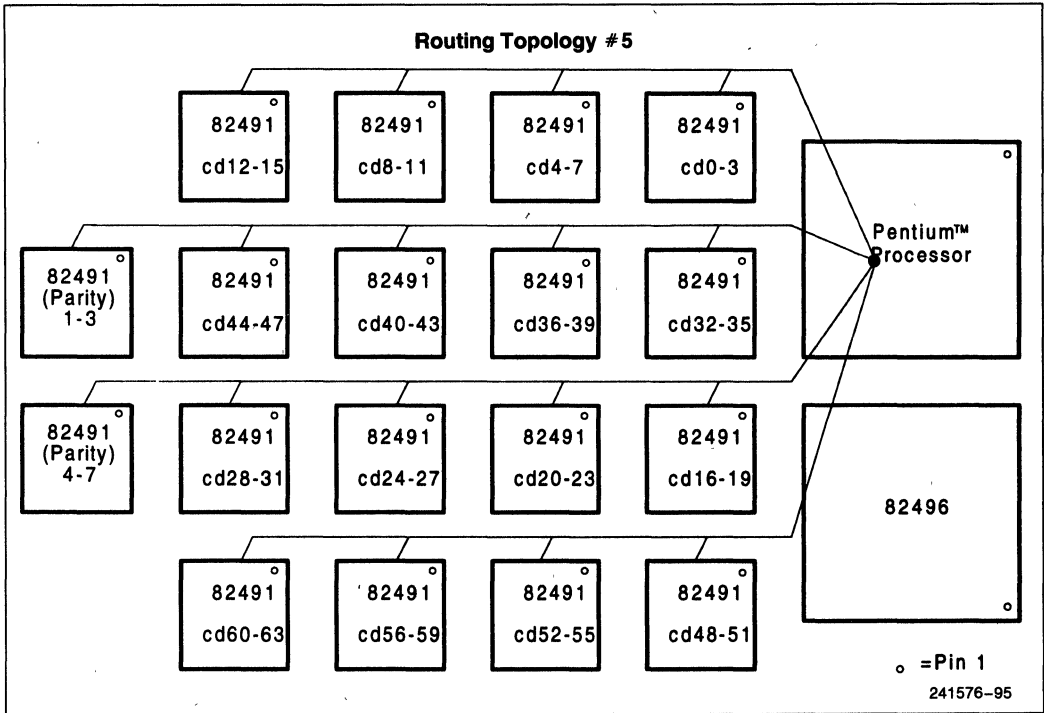 Routing Topology #5
82491
cd12-15
82491
cd8-11
82491
cd4-7
82491
cd0-3
Pentium™
Processor
82491
(Parity)
1-3
82491
cd44-47
82491
cd40-43
82491
cd36-39
82491
cd32-35
82491
(Parity)
4-7
82491
cd28-31
82491
cd24-27
82491
cd20-23
82491
cd16-19
82496
82491
cd60-63
82491
cd56-59
82491
cd52-55
82491
cd48-51
=Pin 1
241576-95